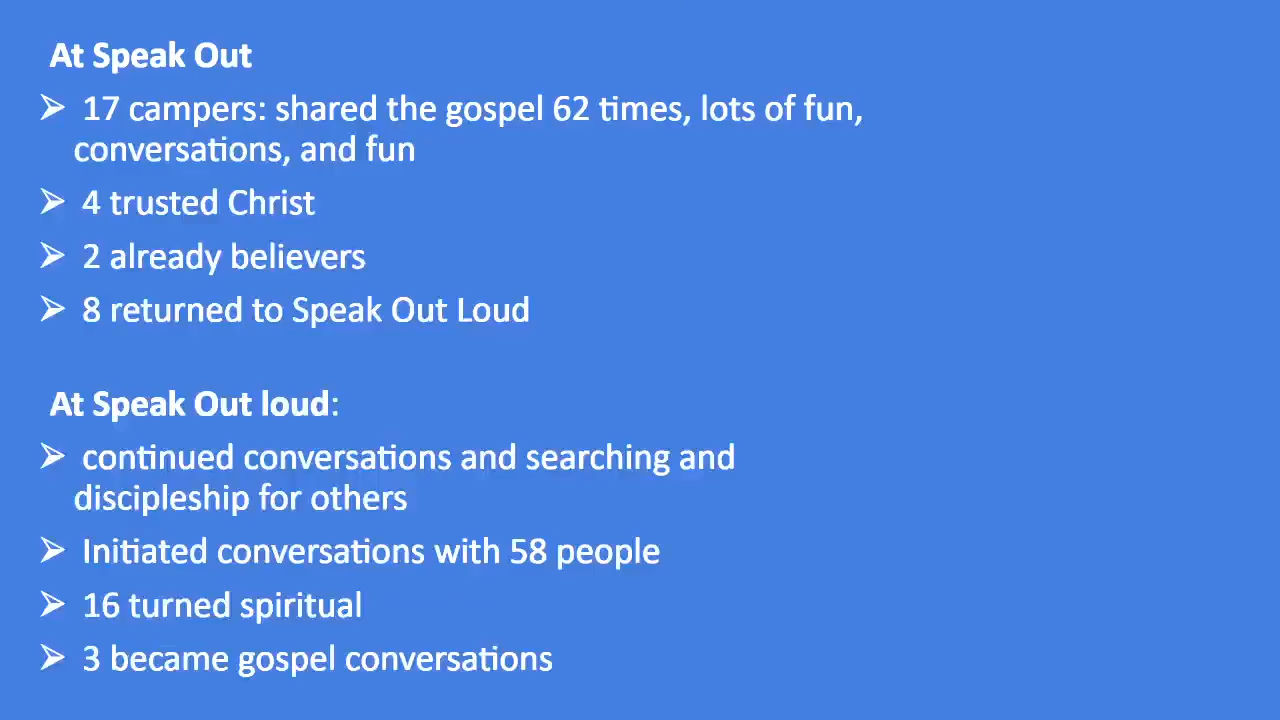 At Speak Out
➢ 17 campers: shared the gospel 62 times, lots of fun,
conversations, and fun
➢ 4 trusted Christ
➢ 2 already believers
➢ 8 returned to Speak Out Loud
At Speak Out loud:
➢ continued conversations and searching and
discipleship for others
➢ Initiated conversations with 58 people
➢ 16 turned spiritual
➢ 3 became gospel conversations